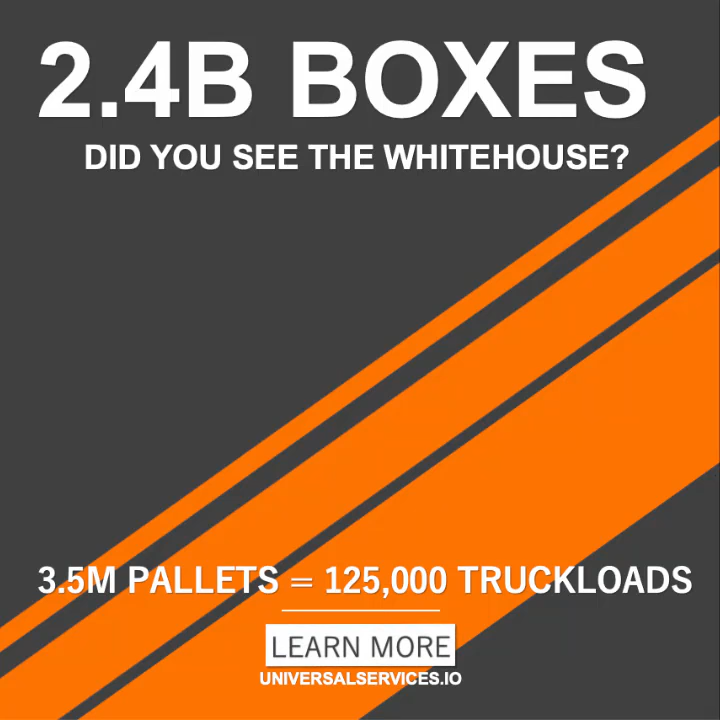 2.4B BOXES
DID YOU SEE THE WHITEHOUSE?
3.5M PALLETS = 125,000 TRUCKLOADS
LEARN MORE
UNIVERSALSERVICES.IO